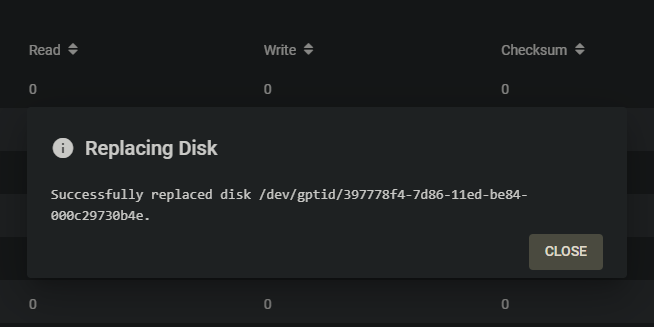 Read Write Checksum
0 0 0
Replacing Disk
Successfully replaced disk /dev/gptid/397778f4-7d86-11ed-be84-
000c29730b4e.
CLOSE
0 0 0